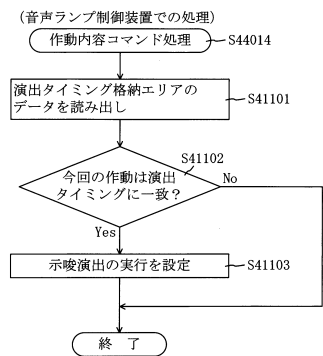 (音声ランプ制御装置での処理)
作動内容コマンド処理
S44014
演出タイミング格納エリアの
データを読み出し
S41101
S41102
今回の作動は演出
タイミングに一致？
No
Yes
示唆演出の実行を設定
S41103
終 了